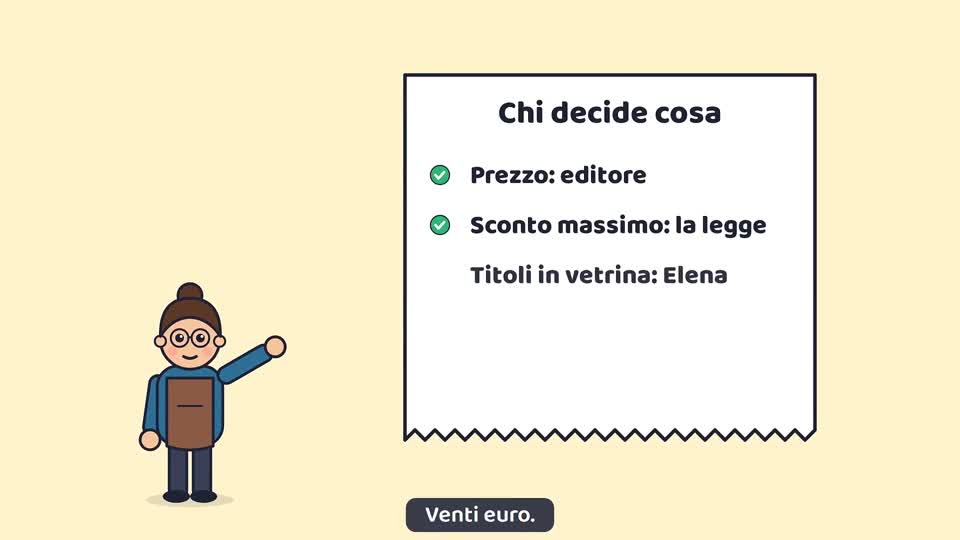 Chi decide cosa
Prezzo: editore
Sconto massimo: la legge
Titoli in vetrina: Elena
Venti euro.